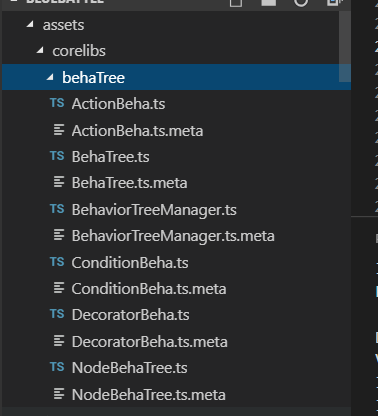 assets
corelibs
behaTree
TS ActionBeha.ts
ActionBeha.ts.meta
TS BehaTree.ts
BehaTree.ts.meta
TS BehaviorTreeManager.ts
BehaviorTreeManager.ts.meta
TS ConditionBeha.ts
ConditionBeha.ts.meta
TS DecoratorBeha.ts
DecoratorBeha.ts.meta
TS NodeBehaTree.ts
NodeBehaTree.ts.meta